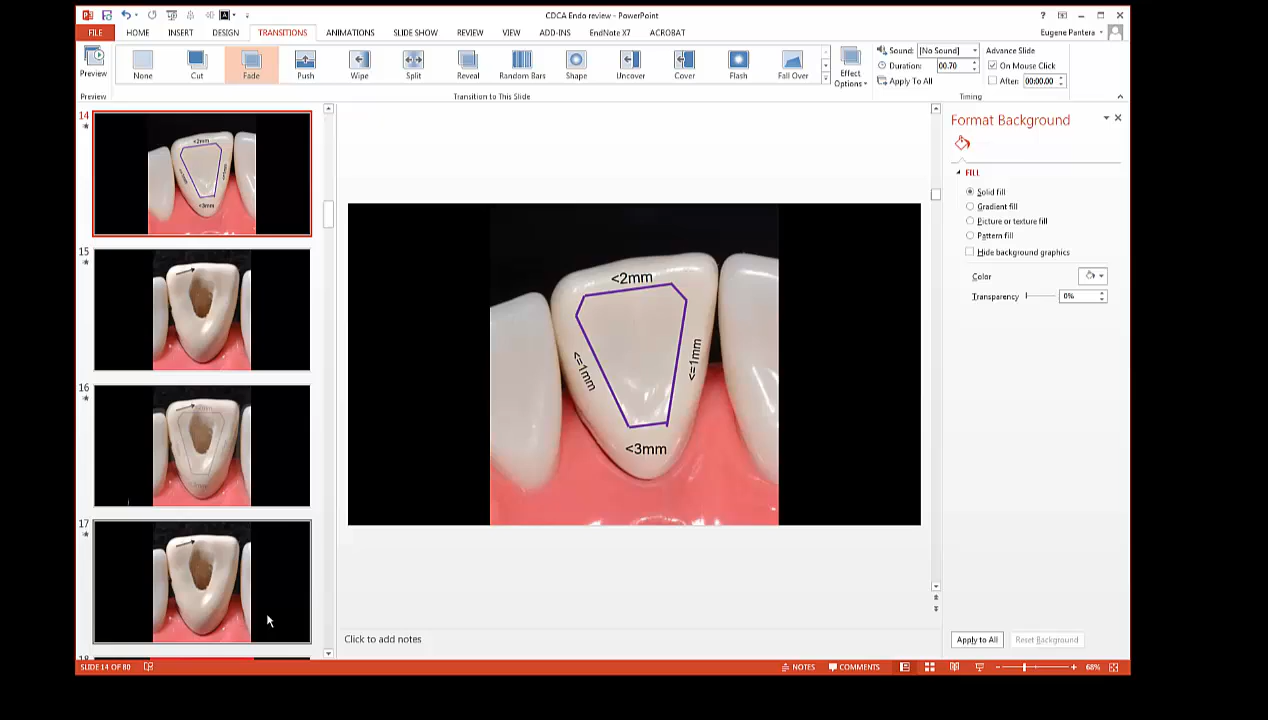 CDCA Endo review - PowerPoint
?
FILE HOME INSERT DESIGN TRANSITIONS ANIMATIONS SLIDE SHOW REVIEW VIEW ADD-INS EndNote X7 ACROBAT
Eugene Pantera
Preview
None Cut Fade Push Wipe Split Reveal Random Bars Shape Uncover Cover Flash Fall Over
Effect
Options
Sound: [No Sound]
Duration: 00.70
Apply To All
Advance Slide
On Mouse Click
After: 00:00.00
Preview Transition to This Slide Timing
14
<2mm
<3mm
15
16
17
18
<2mm
<=1mm
<=1mm
<3mm
Click to add notes
Format Background
FILL
Solid fill
Gradient fill
Picture or texture fill
Pattern fill
Hide background graphics
Color
Transparency 0%
Apply to All Reset Background
SLIDE 14 OF 80
NOTES COMMENTS 68%